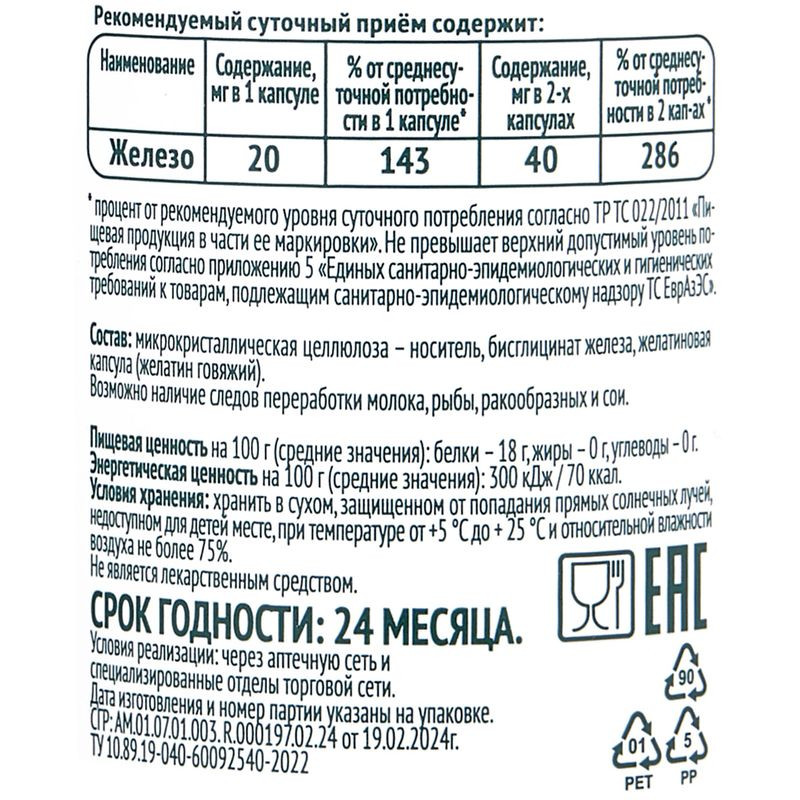 Рекомендуемый суточный приём содержит:
Наименование
Содержание, мг в 1 капсуле
% от среднесу-
точной потребно-
сти в 1 капсуле*
Содержание,
мг в 2-х
капсулах
% от среднесу-
точной потреб-
ности в 2 кап-ах*
Железо 20 143 40 286
*процент от рекомендуемого уровня суточного потребления согласно ТР ТС 022/2011 «Пи-
щевая продукция в части ее маркировки». Не превышает верхний допустимый уровень по-
требления согласно приложению 5 «Единых санитарно-эпидемиологических и гигиенических
требований к товарам, подлежащим санитарно-эпидемиологическому надзору ТС ЕврАзЭС».
Состав: микрокристаллическая целлюлоза – носитель, бисглицинат железа, желатиновая
капсула (желатин говяжий).
Возможно наличие следов переработки молока, рыбы, ракообразных и сои.
Пищевая ценность на 100 г (средние значения): белки – 18 г, жиры – 0 г, углеводы – 0 г.
Энергетическая ценность на 100 г (средние значения): 300 кДж / 70 ккал.
Условия хранения: хранить в сухом, защищенном от попадания прямых солнечных лучей,
недоступном для детей месте, при температуре от +5 °С до + 25 °С и относительной влажности
воздуха не более 75%.
Не является лекарственным средством.
СРОК ГОДНОСТИ: 24 МЕСЯЦА.
EAC
Условия реализации: через аптечную сеть и
специализированные отделы торговой сети.
Дата изготовления и номер партии указаны на упаковке.
СГР: AM.01.07.01.003.R.000197.02.24 от 19.02.2024г.
ТУ 10.89.19-040-60092540-2022
90
01
PET
5
PP